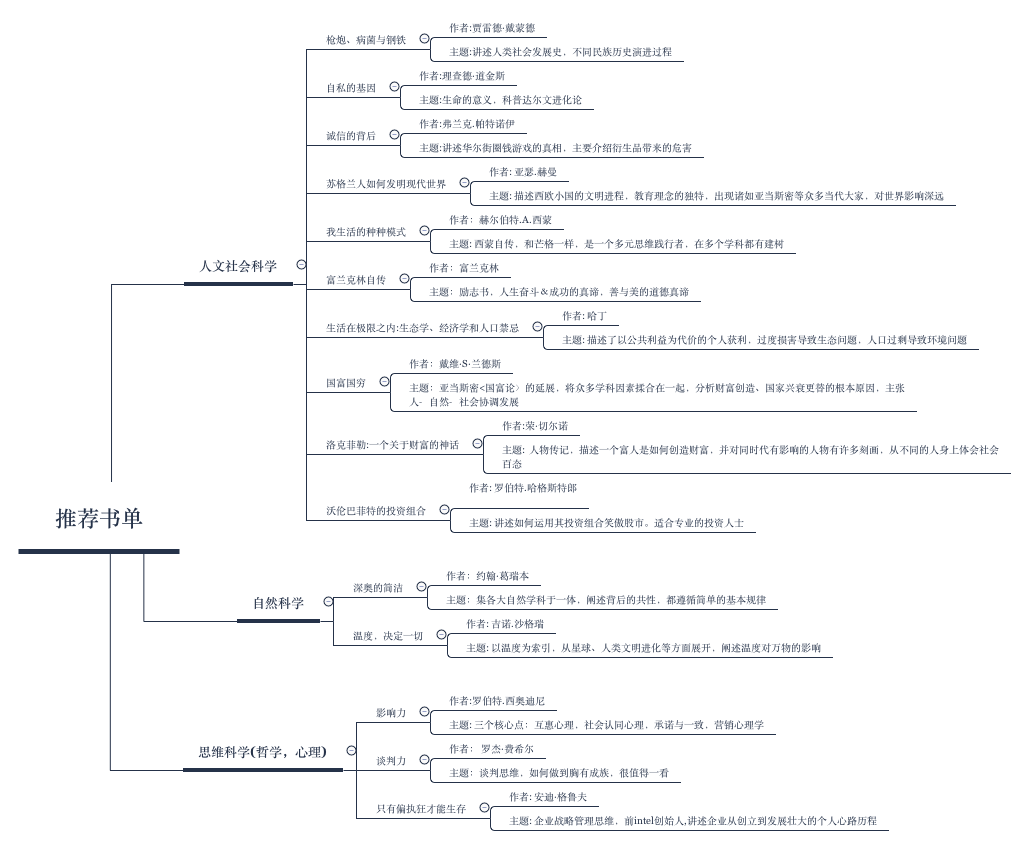 推荐书单
人文社会科学
枪炮、病菌与钢铁
作者:贾雷德·戴蒙德
主题:讲述人类社会发展史，不同民族历史演进过程
自私的基因
作者:理查德·道金斯
主题:生命的意义，科普达尔文进化论
诚信的背后
作者:弗兰克.帕特诺伊
主题:讲述华尔街圈钱游戏的真相，主要介绍衍生品带来的危害
苏格兰人如何发明现代世界
作者: 亚瑟.赫曼
主题: 描述西欧小国的文明进程，教育理念的独特，出现诸如亚当斯密等众多当代大家，对世界影响深远
我生活的种种模式
作者：赫尔伯特.A.西蒙
主题: 西蒙自传，和芒格一样，是一个多元思维践行者，在多个学科都有建树
富兰克林自传
作者：富兰克林
主题：励志书，人生奋斗&成功的真谛，善与美的道德真谛
生活在极限之内:生态学、经济学和人口禁忌
作者: 哈丁
主题: 描述了以公共利益为代价的个人获利，过度损害导致生态问题，人口过剩导致环境问题
国富国穷
作者：戴维·S·兰德斯
主题：亚当斯密<国富论〉的延展，将众多学科因素揉合在一起，分析财富创造、国家兴衰更替的根本原因，主张
人- 自然- 社会协调发展
洛克菲勒:一个关于财富的神话
作者:荣·切尔诺
主题: 人物传记，描述一个富人是如何创造财富，并对同时代有影响的人物有许多刻画，从不同的人身上体会社会
百态
沃伦巴菲特的投资组合
作者: 罗伯特.哈格斯特郎
主题: 讲述如何运用其投资组合笑傲股市。适合专业的投资人士
自然科学
深奥的简洁
作者：约翰·葛瑞本
主题：集各大自然学科于一体，阐述背后的共性，都遵循简单的基本规律
温度，决定一切
作者: 吉诺.沙格瑞
主题: 以温度为索引，从星球、人类文明进化等方面展开，阐述温度对万物的影响
思维科学(哲学，心理)
影响力
作者:罗伯特.西奥迪尼
主题: 三个核心点：互惠心理，社会认同心理，承诺与一致，营销心理学
谈判力
作者： 罗杰·费希尔
主题：谈判思维，如何做到胸有成族，很值得一看
只有偏执狂才能生存
作者: 安迪·格鲁夫
主题: 企业战略管理思维，前intel创始人,讲述企业从创立到发展壮大的个人心路历程